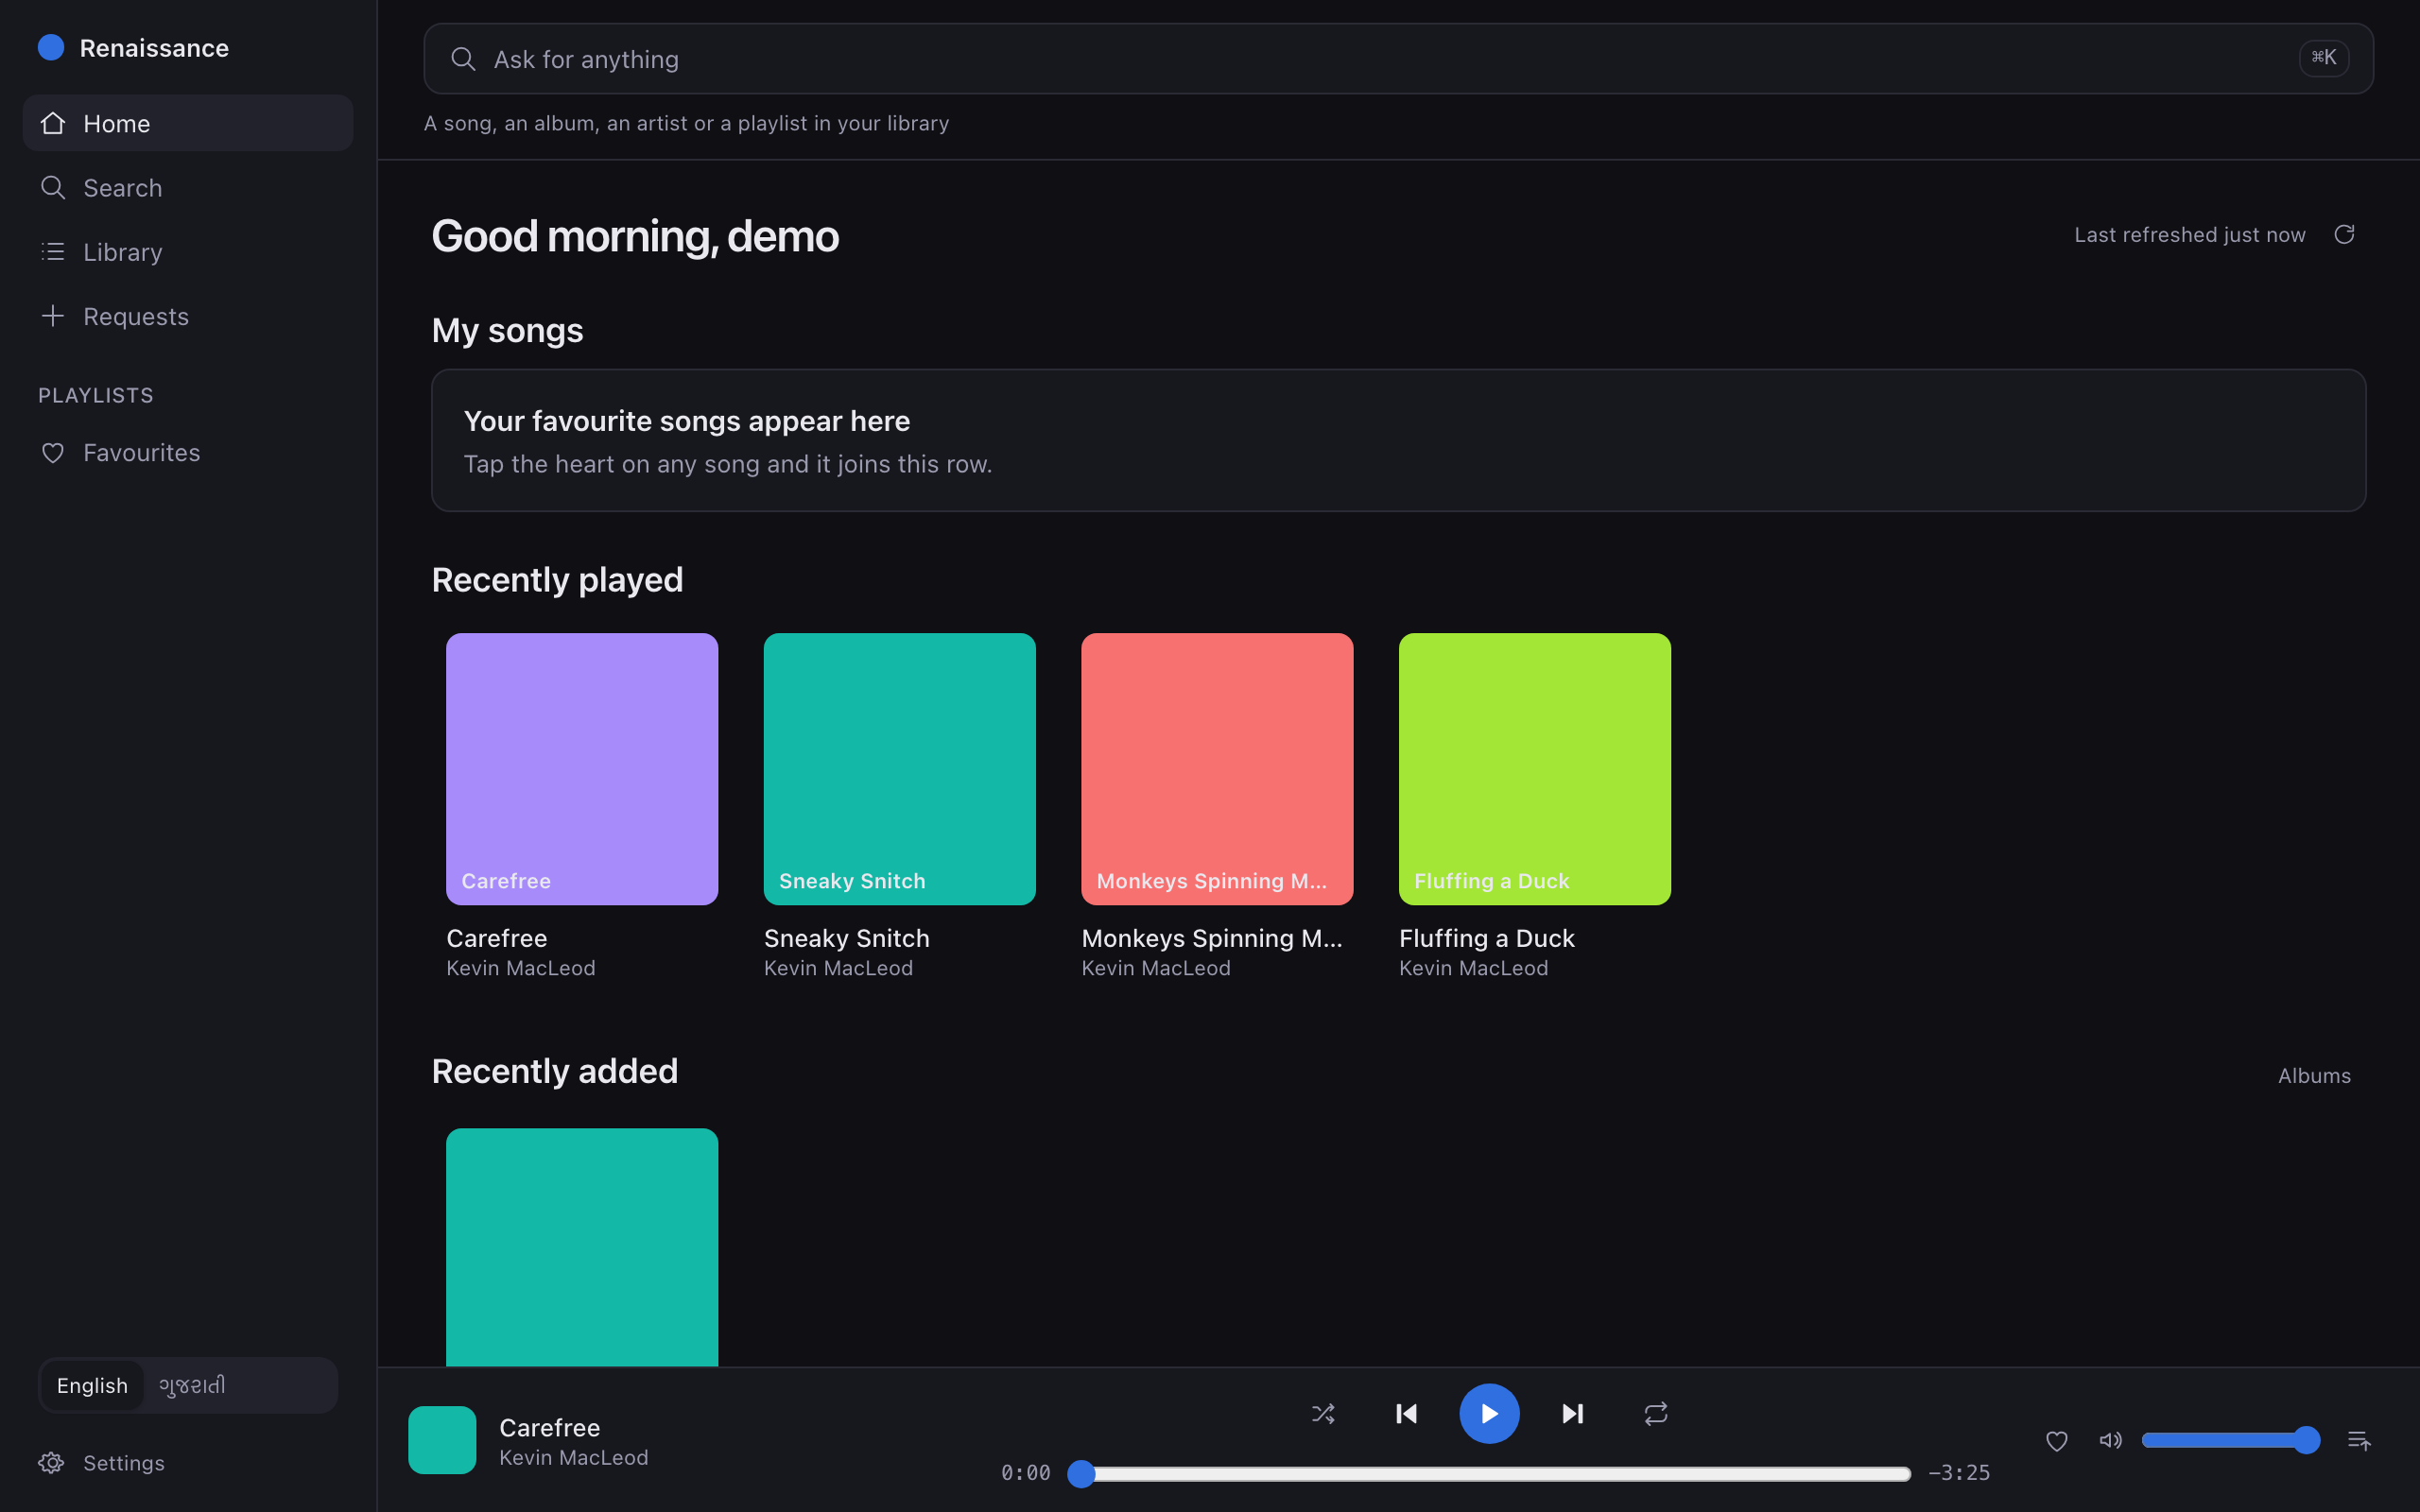 Renaissance
Home
Search
Library
Requests
PLAYLISTS
Favourites
English ગુજરાતી
Settings
Ask for anything ⌘K
A song, an album, an artist or a playlist in your library
Good morning, demo
Last refreshed just now
My songs
Your favourite songs appear here
Tap the heart on any song and it joins this row.
Recently played
Carefree
Carefree
Kevin MacLeod
Sneaky Snitch
Sneaky Snitch
Kevin MacLeod
Monkeys Spinning M...
Monkeys Spinning M...
Kevin MacLeod
Fluffing a Duck
Fluffing a Duck
Kevin MacLeod
Recently added
Albums
Carefree
Kevin MacLeod
0:00
−3:25